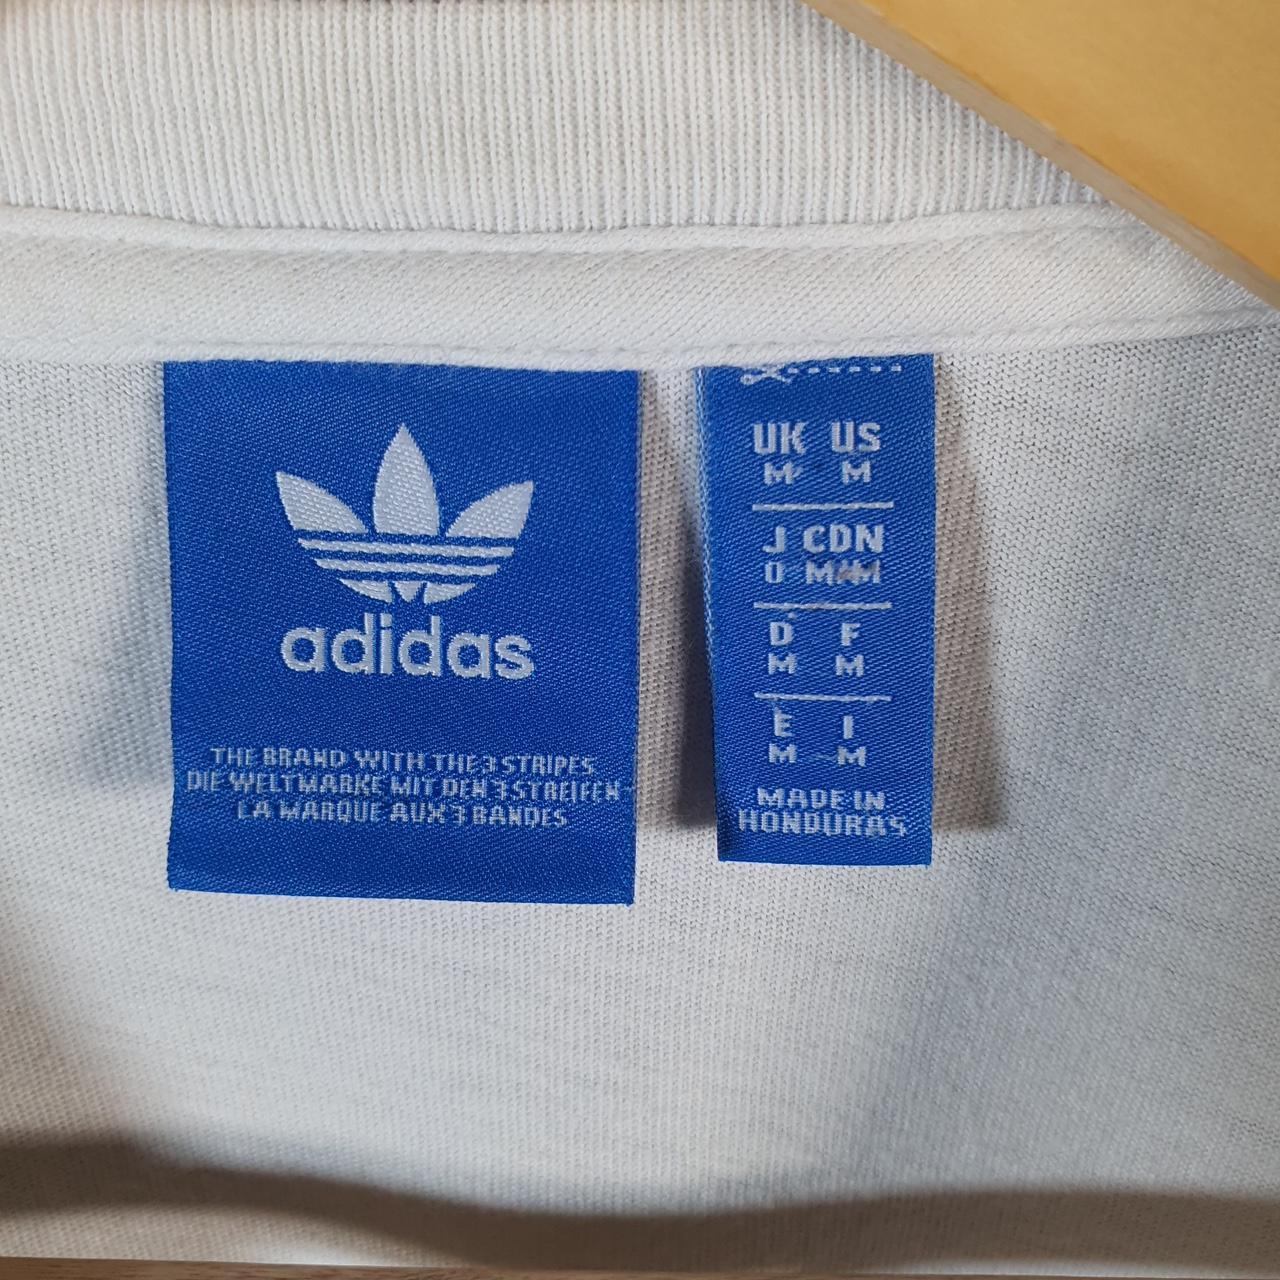 adidas
THE BRAND WITH THE 3 STRIPES
DIE WELTMARKE MIT DEN 3 STREIFEN
LA MARQUE AUX 3 BANDES
UK US
M M
J CDN
O M/M
D F
M M
E I
M M
MADE IN
HONDURAS